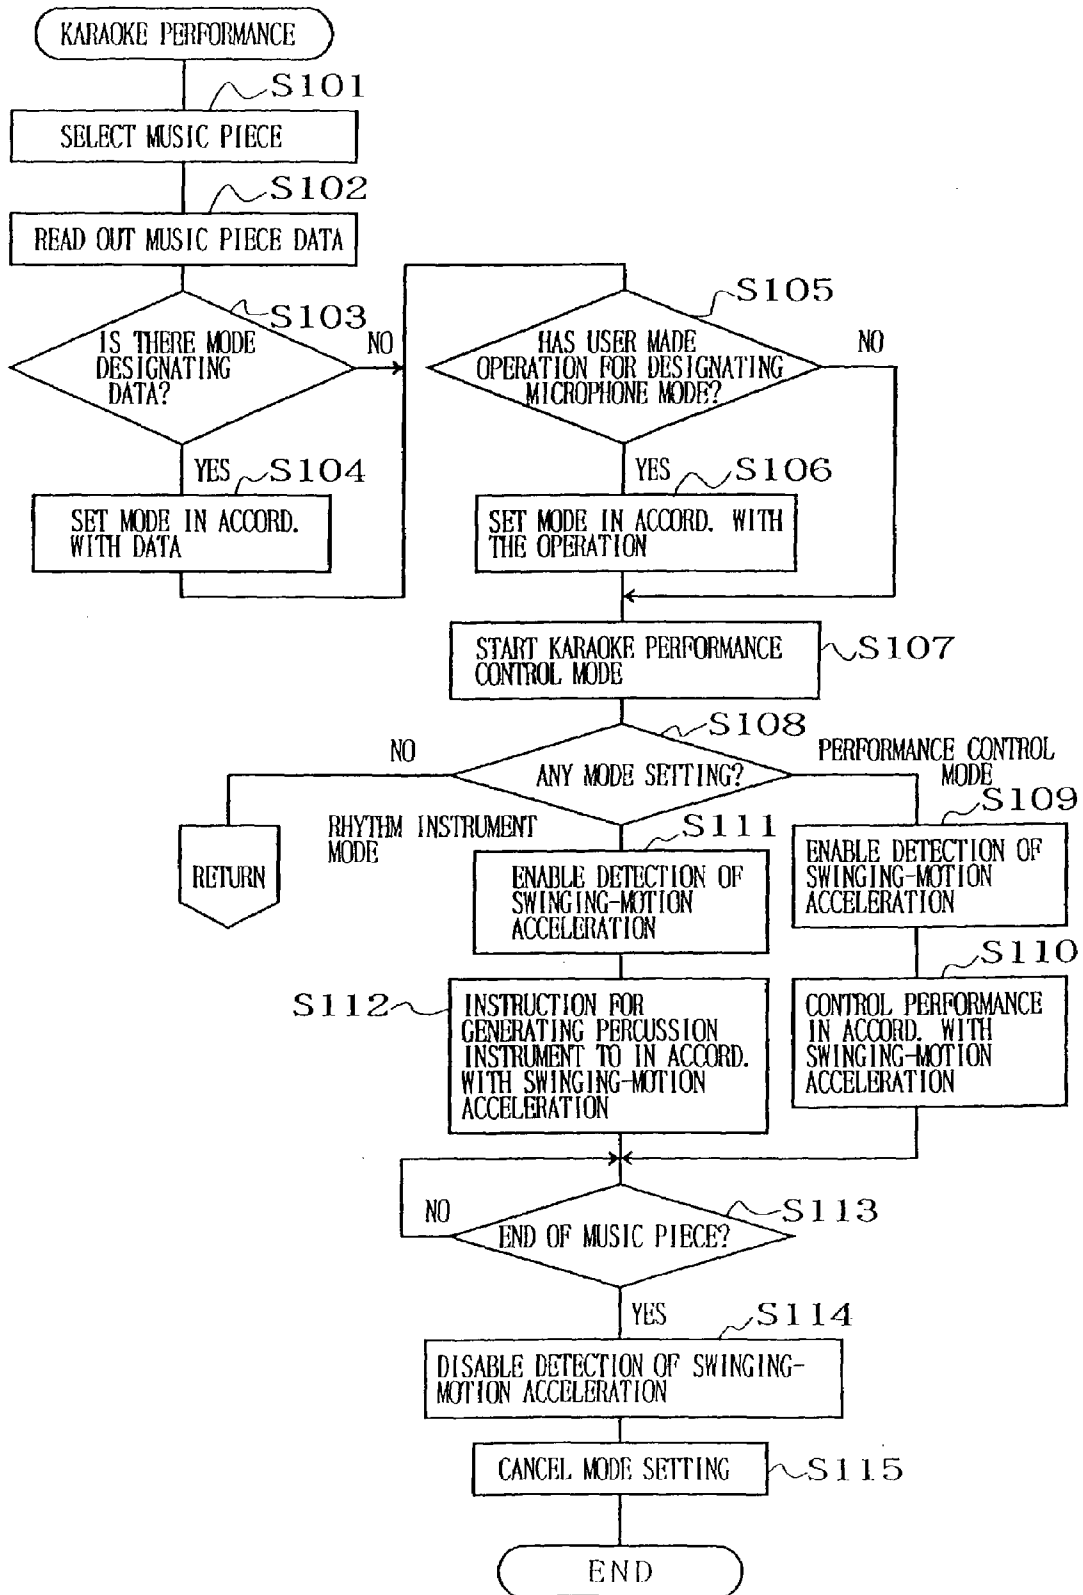 KARAOKE PERFORMANCE
S101
SELECT MUSIC PIECE
S102
READ OUT MUSIC PIECE DATA
S103
IS THERE MODE
DESIGNATING
DATA?
NO
YES
S104
SET MODE IN ACCORD.
WITH DATA
S105
HAS USER MADE
OPERATION FOR DESIGNATING
MICROPHONE MODE?
NO
YES
S106
SET MODE IN ACCORD. WITH
THE OPERATION
START KARAOKE PERFORMANCE
CONTROL MODE
S107
S108
ANY MODE SETTING?
NO
RETURN
RHYTHM INSTRUMENT
MODE
PERFORMANCE CONTROL
MODE
S109
ENABLE DETECTION OF
SWINGING-MOTION
ACCELERATION
S110
CONTROL PERFORMANCE
IN ACCORD. WITH
SWINGING-MOTION
ACCELERATION
S111
ENABLE DETECTION OF
SWINGING-MOTION
ACCELERATION
S112
INSTRUCTION FOR
GENERATING PERCUSSION
INSTRUMENT TO IN ACCORD.
WITH SWINGING-MOTION
ACCELERATION
S113
END OF MUSIC PIECE?
NO
YES
S114
DISABLE DETECTION OF SWINGING-
MOTION ACCELERATION
CANCEL MODE SETTING
S115
END